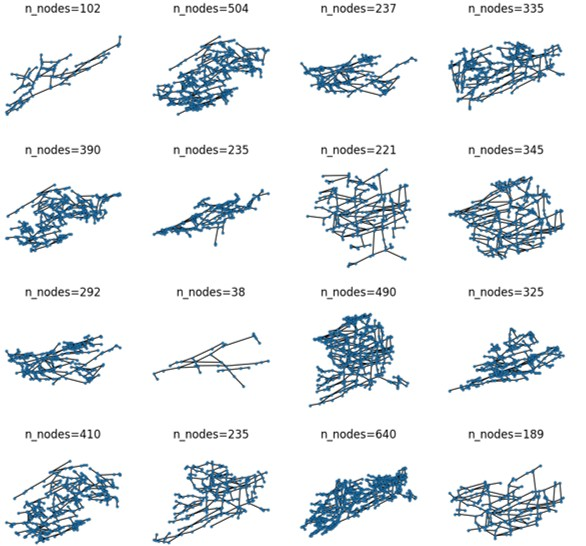 n_nodes=102 n_nodes=504 n_nodes=237 n_nodes=335
n_nodes=390 n_nodes=235 n_nodes=221 n_nodes=345
n_nodes=292 n_nodes=38 n_nodes=490 n_nodes=325
n_nodes=410 n_nodes=235 n_nodes=640 n_nodes=189